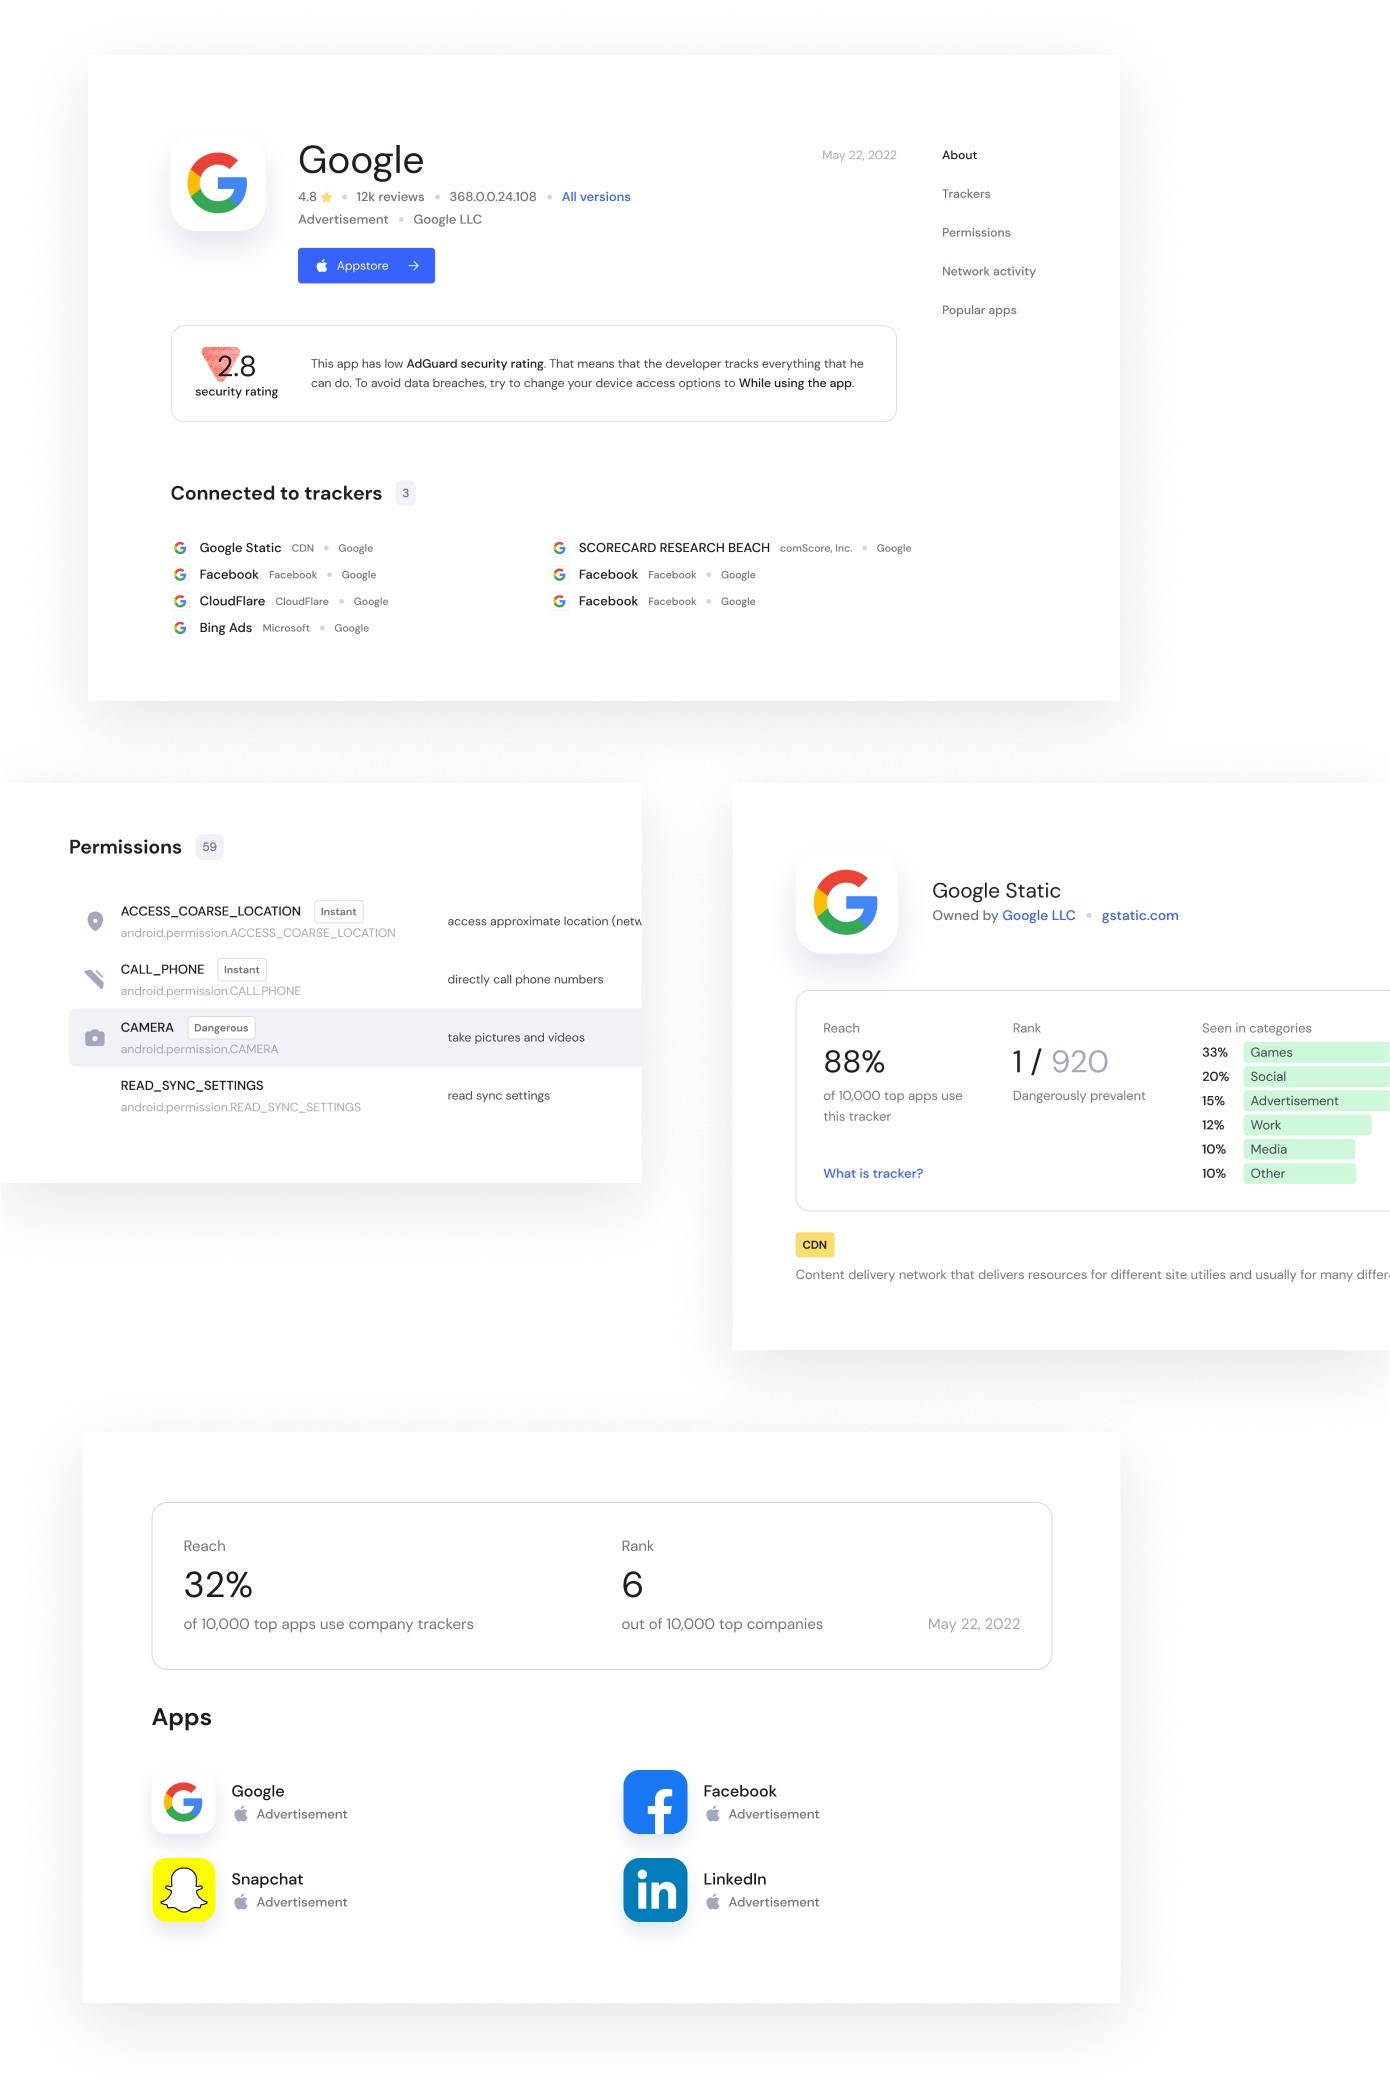 Google
May 22, 2022
4.8 12k reviews 368.0.0.24.108 All versions
Advertisement Google LLC
Appstore
About
Trackers
Permissions
Network activity
Popular apps
2.8
security rating
This app has low AdGuard security rating. That means that the developer tracks everything that he
can do. To avoid data breaches, try to change your device access options to While using the app.
Connected to trackers 3
Google Static CDN Google
Facebook Facebook Google
CloudFlare CloudFlare Google
Bing Ads Microsoft Google
SCORECARD RESEARCH BEACH comScore, Inc. Google
Facebook Facebook Google
Facebook Facebook Google
Permissions 59
ACCESS_COARSE_LOCATION Instant
android.permission.ACCESS_COARSE_LOCATION
access approximate location (netw
CALL_PHONE Instant
android.permission.CALL.PHONE
directly call phone numbers
CAMERA Dangerous
android.permission.CAMERA
take pictures and videos
READ_SYNC_SETTINGS
android.permission.READ_SYNC_SETTINGS
read sync settings
Google Static
Owned by Google LLC gstatic.com
Reach
88%
of 10,000 top apps use
this tracker
What is tracker?
Rank
1 / 920
Dangerously prevalent
Seen in categories
33% Games
20% Social
15% Advertisement
12% Work
10% Media
10% Other
CDN
Content delivery network that delivers resources for different site utilies and usually for many differe
Reach
32%
of 10,000 top apps use company trackers
Rank
6
out of 10,000 top companies
May 22, 2022
Apps
Google
Advertisement
Facebook
Advertisement
Snapchat
Advertisement
LinkedIn
Advertisement